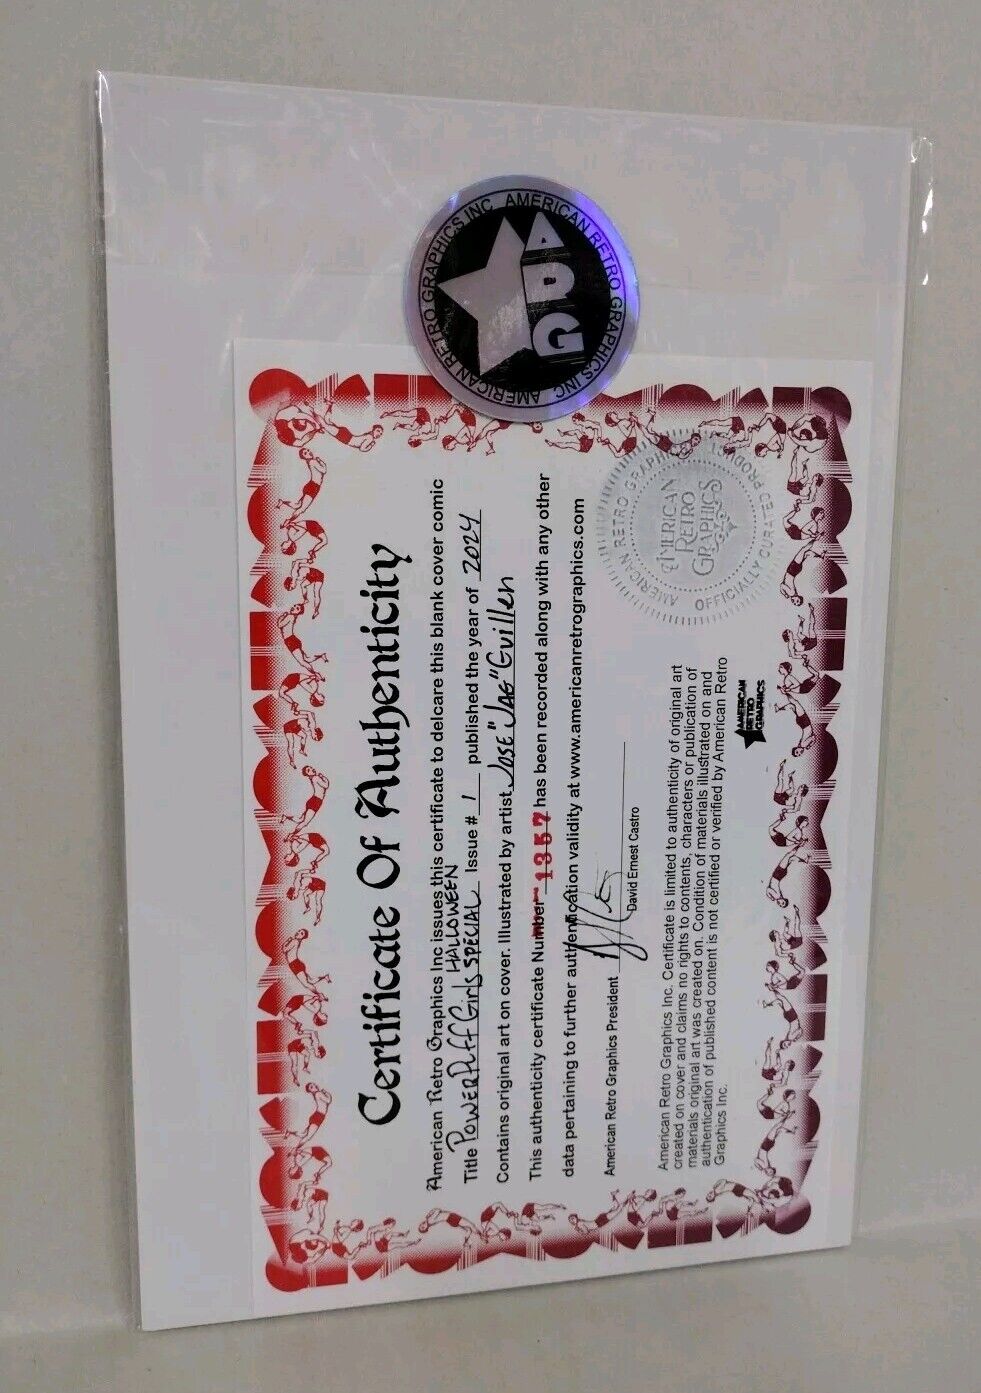 AMERICAN RETRO GRAPHICS INC. AMERICAN RETRO GRAPHICS INC.
ARG
Certificate Of Authenticity
American Retro Graphics Inc issues this certificate to delcare this blank cover comic
HALLOWEEN
Title PowerPuff Girls SPECIAL Issue # 1 published the year of 2024
Contains original art on cover. Illustrated by artist Jose "JAG" Guillen
This authenticity certificate Number 1357 has been recorded along with any other
data pertaining to further authentication validity at www.americanretrographics.com
American Retro Graphics President
David Ernest Castro
American Retro Graphics Inc. Certificate is limited to authenticity of original art
created on cover and claims no rights to contents, characters or publication of
materials original art was created on. Condition of materials illustrated on and
authentication of published content is not certified or verified by American Retro
Graphics Inc.
AMERICAN
RETRO
GRAPHICS
AMERICAN RETRO GRAPHICS
OFFICIALLY CURATED PRODUCT
AMERICAN
RETRO
GRAPHICS